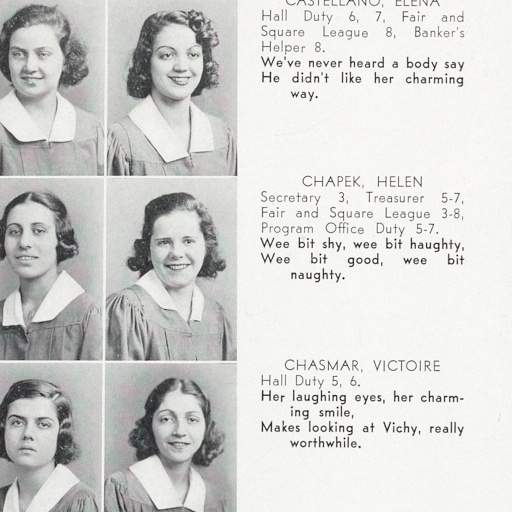 CASTELLANO, ELENA
Hall Duty 6, 7, Fair and
Square League 8, Banker's
Helper 8.
We've never heard a body say
He didn't like her charming
way.
CHAPEK, HELEN
Secretary 3, Treasurer 5-7,
Fair and Square League 3-8,
Program Office Duty 5-7.
Wee bit shy, wee bit haughty,
Wee bit good, wee bit
naughty.
CHASMAR, VICTOIRE
Hall Duty 5, 6.
Her laughing eyes, her charm-
ing smile,
Makes looking at Vichy, really
worthwhile.